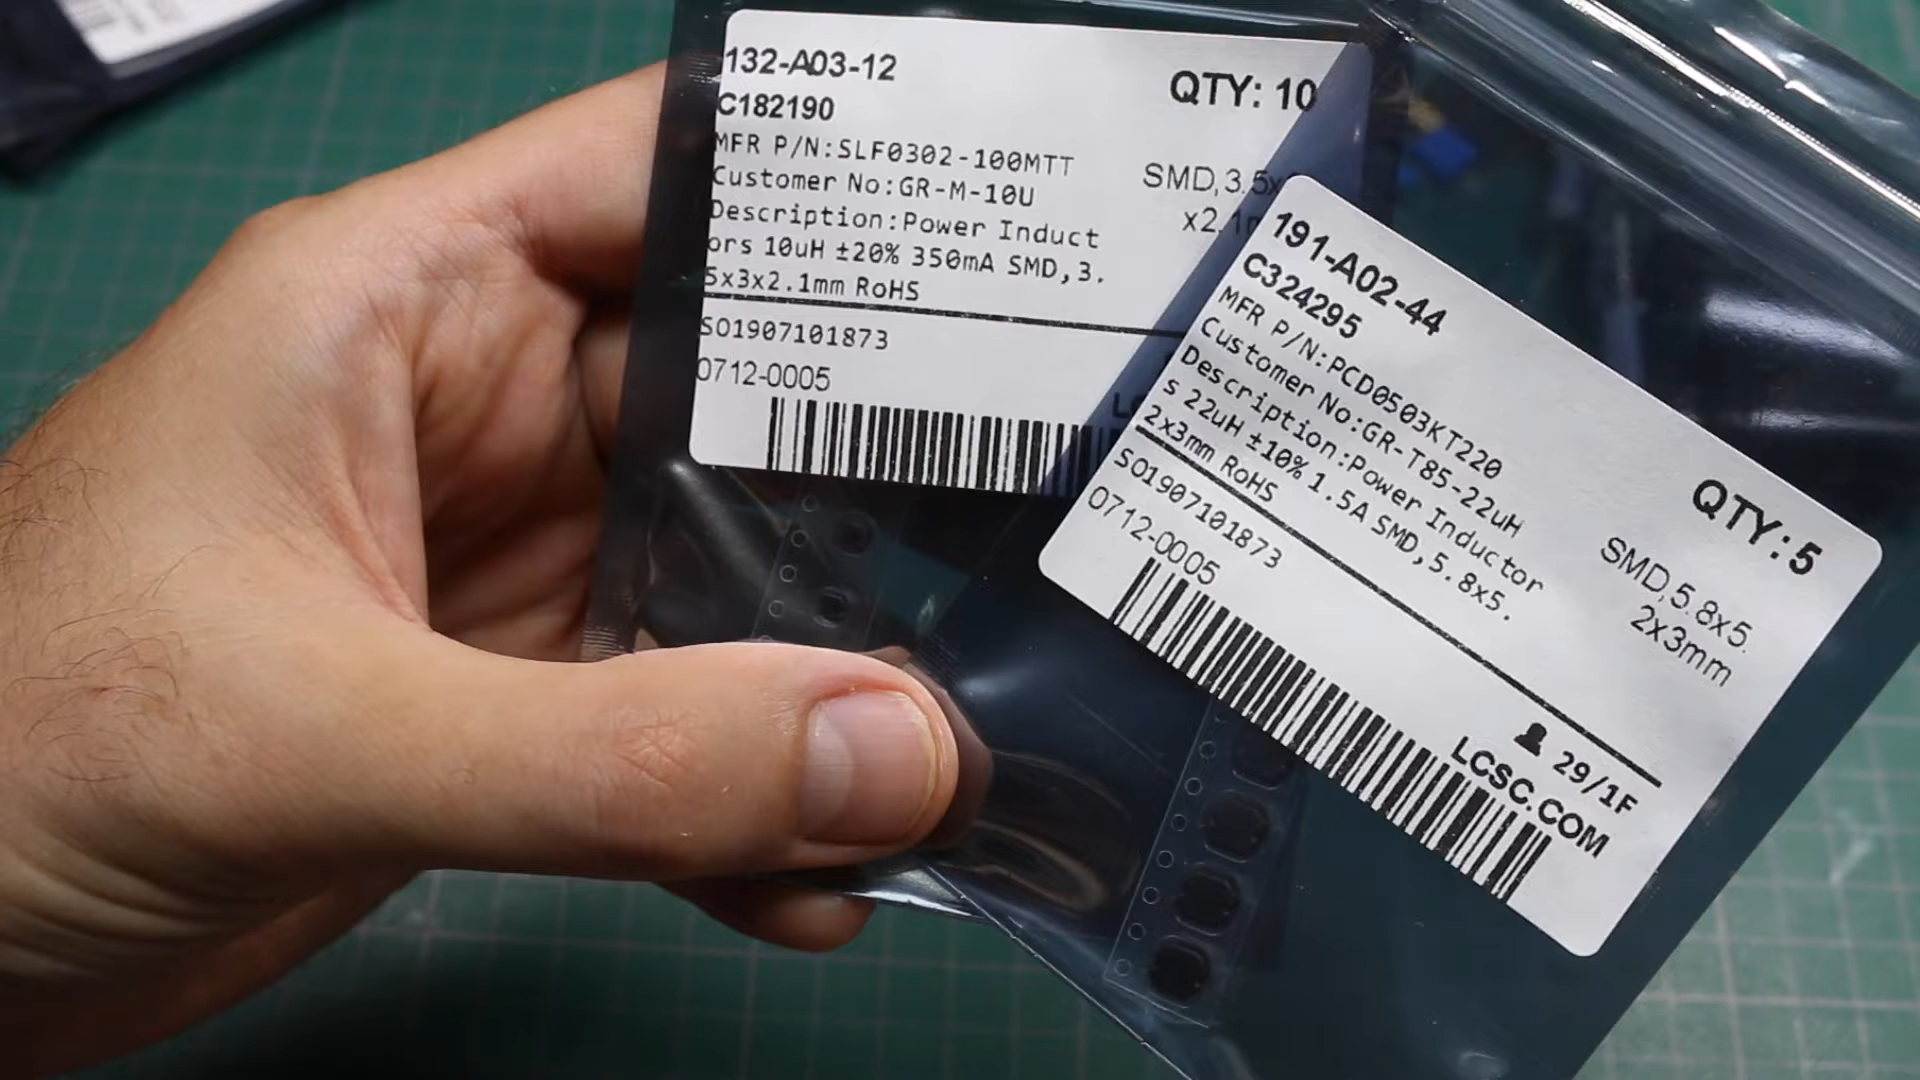 132-A03-12
C182190
QTY: 10
MFR P/N:SLF0302-100MTT
Customer No:GR-M-10U
Description:Power Induct
ors 10uH ±20% 350mA SMD,3.
5x3x2.1mm RoHS
SMD,3.5x
x2.1
SO1907101873
0712-0005
191-A02-44
C324295
MFR P/N:PCD0503KT220
Customer No:GR-T85-22uH
Description:Power Inductor
s 22uH ±10% 1.5A SMD,5.8x5.
2x3mm RoHS
QTY: 5
SMD,5.8x5.
2x3mm
SO1907101873
0712-0005
29/1F
LCSC.COM